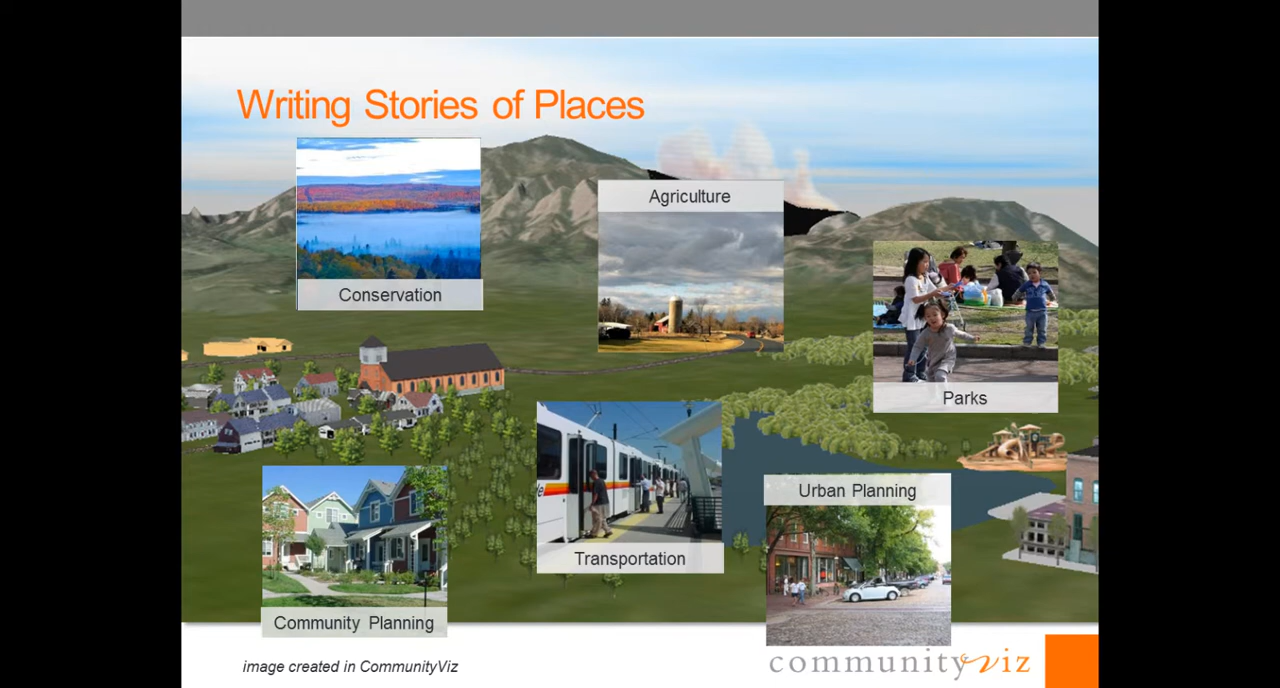 Writing Stories of Places
Conservation
Agriculture
Parks
Community Planning
Transportation
Urban Planning
image created in CommunityViz
communityviz